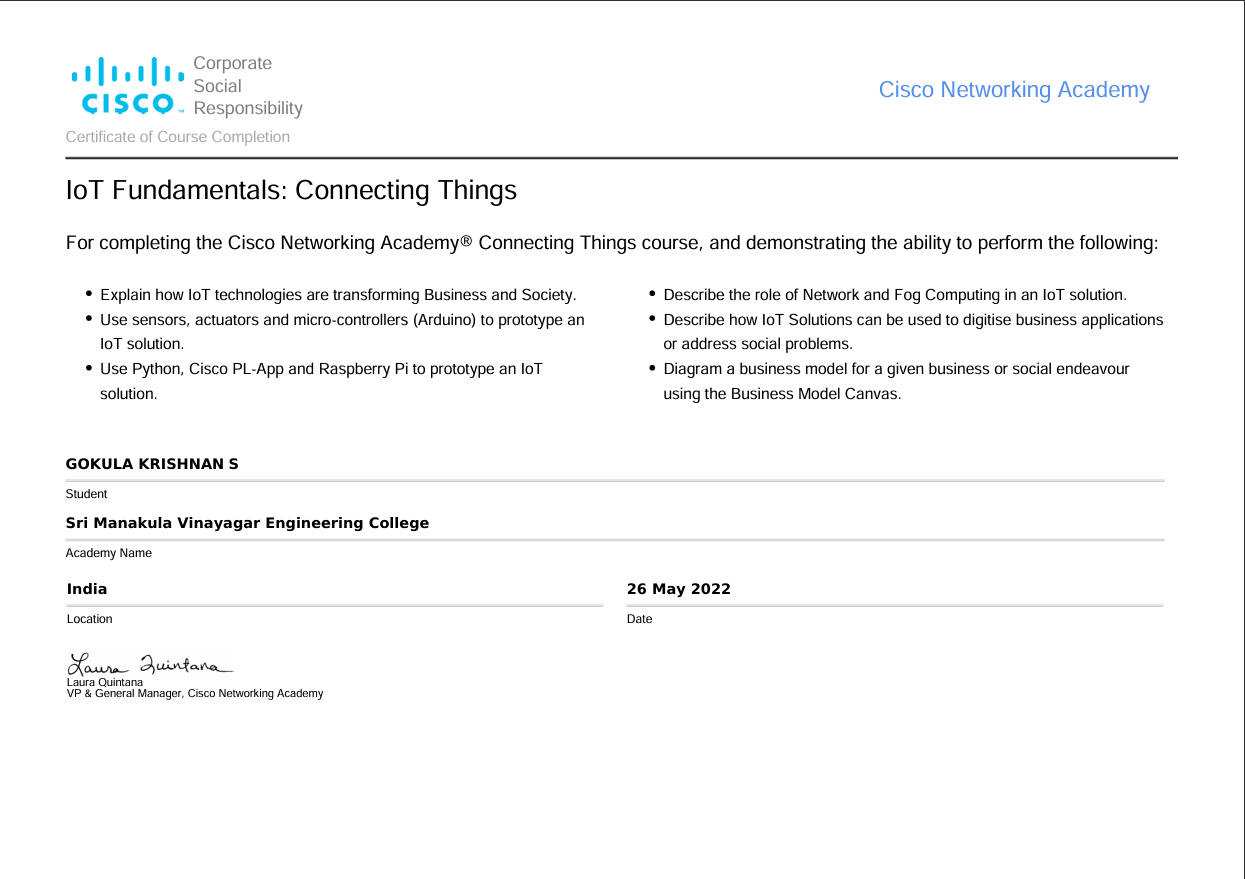 CISCO
Corporate
Social
Responsibility
Cisco Networking Academy
Certificate of Course Completion
IoT Fundamentals: Connecting Things
For completing the Cisco Networking Academy® Connecting Things course, and demonstrating the ability to perform the following:
• Explain how IoT technologies are transforming Business and Society.
• Use sensors, actuators and micro-controllers (Arduino) to prototype an
IoT solution.
• Use Python, Cisco PL-App and Raspberry Pi to prototype an IoT
solution.
• Describe the role of Network and Fog Computing in an IoT solution.
• Describe how IoT Solutions can be used to digitise business applications
or address social problems.
• Diagram a business model for a given business or social endeavour
using the Business Model Canvas.
GOKULA KRISHNAN S
Student
Sri Manakula Vinayagar Engineering College
Academy Name
India
Location
26 May 2022
Date
Laura Quintana
Laura Quintana
VP & General Manager, Cisco Networking Academy